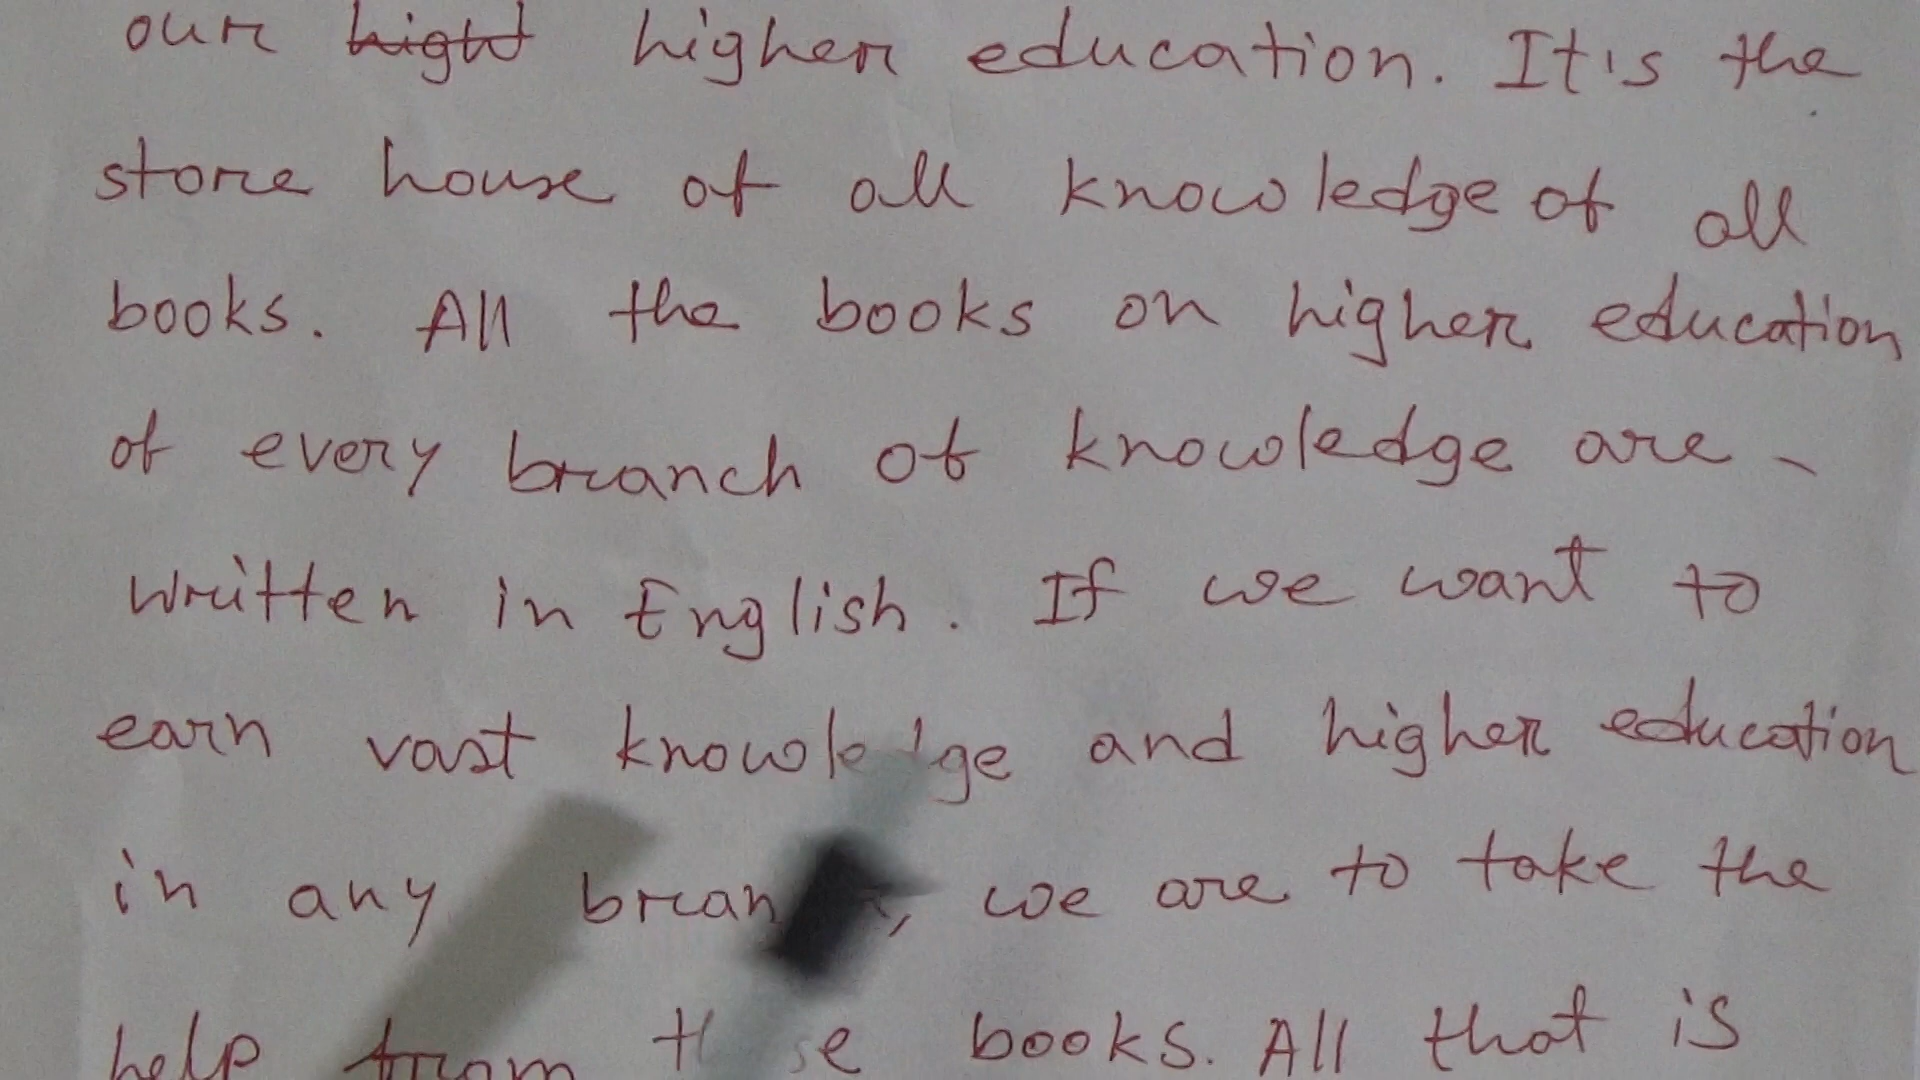 our hight higher education. It's the
store house of all knowledge of all
books. All the books on higher education
of every branch of knowledge are -
written in English. If we want to
earn vast knowledge and higher education
in any we are to take the
help from books. All that is